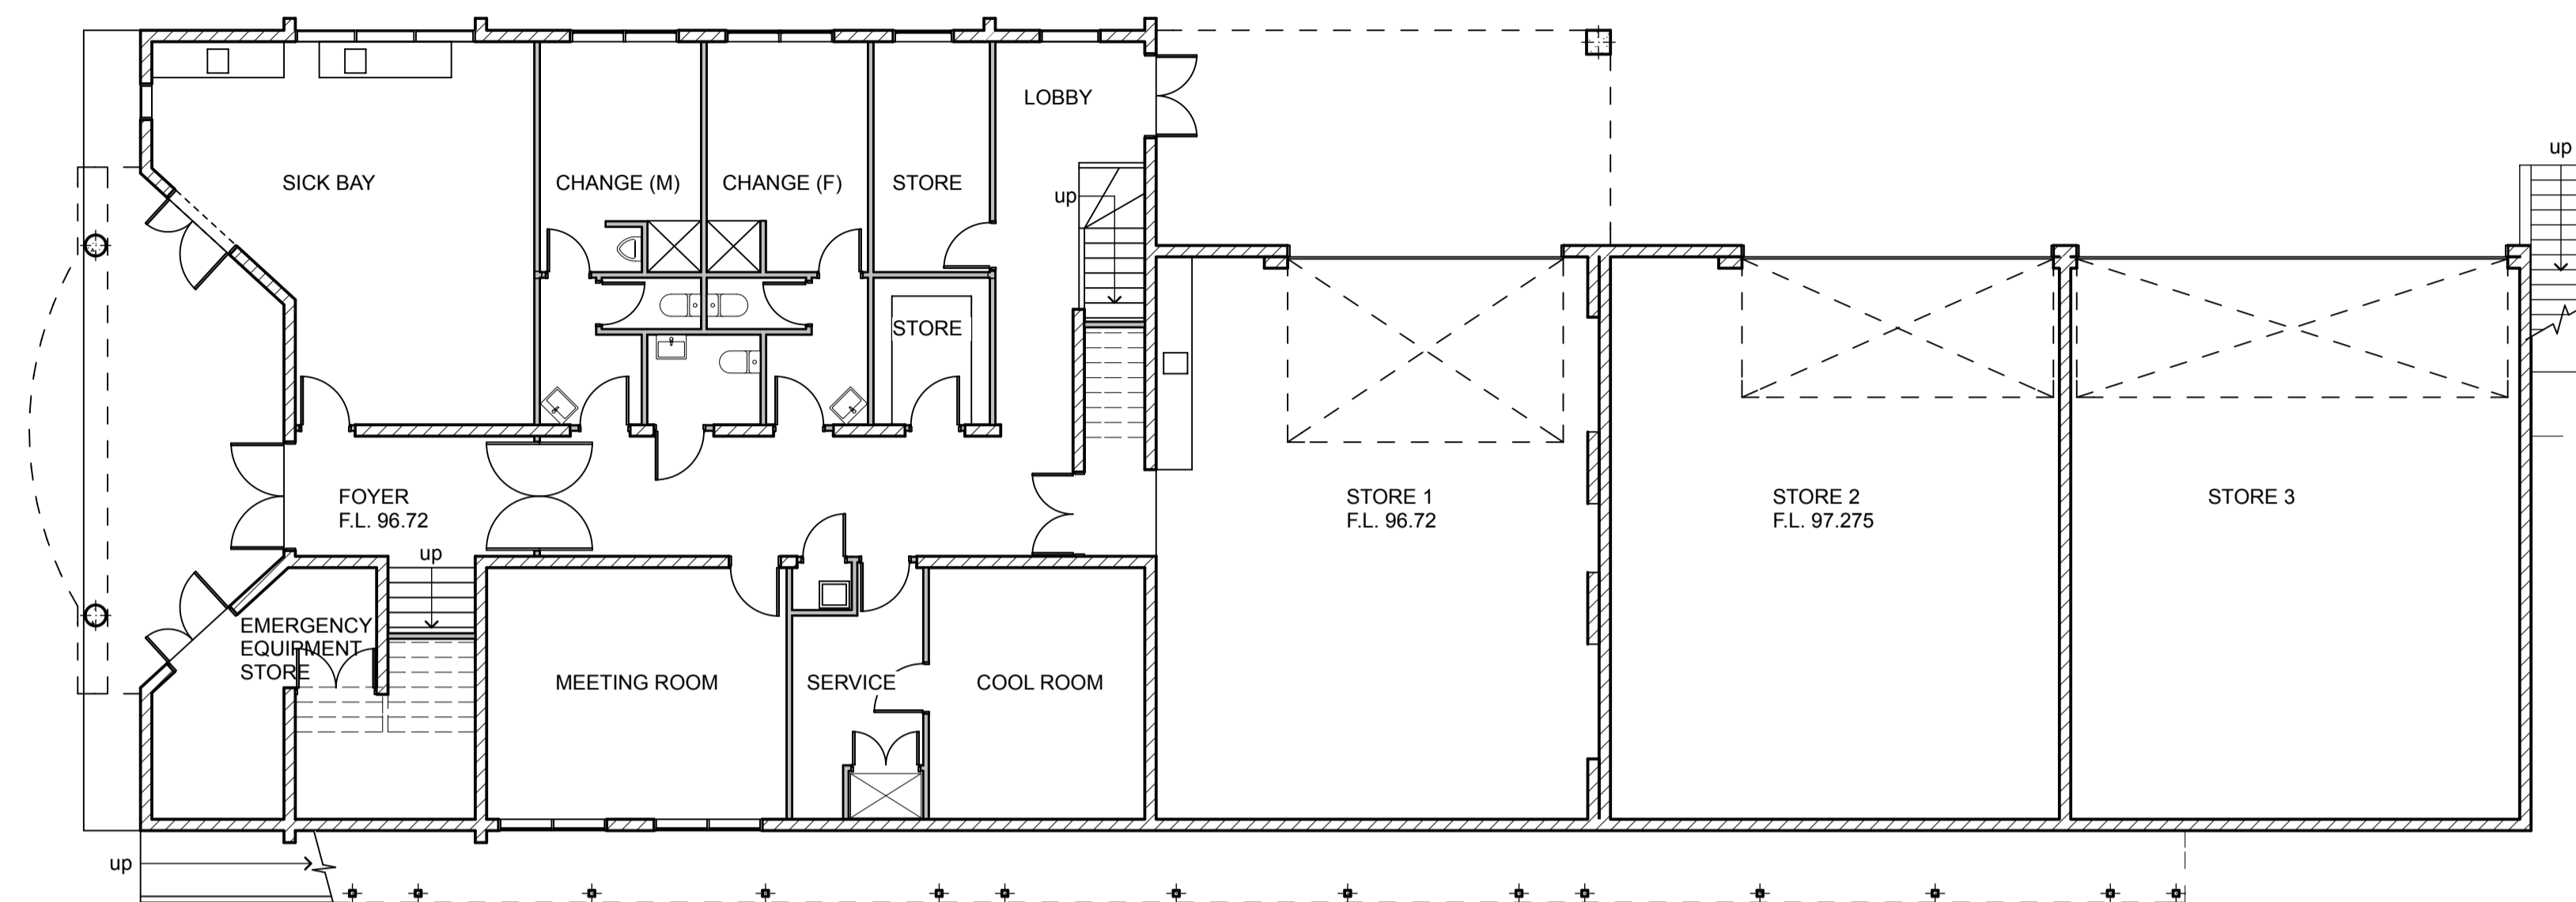 LOBBY
up
SICK BAY
CHANGE (M)
CHANGE (F)
STORE
up
STORE
FOYER
F.L. 96.72
STORE 1
F.L. 96.72
STORE 2
F.L. 97.275
STORE 3
up
EMERGENCY
EQUIPMENT
STORE
MEETING ROOM
SERVICE
COOL ROOM
up